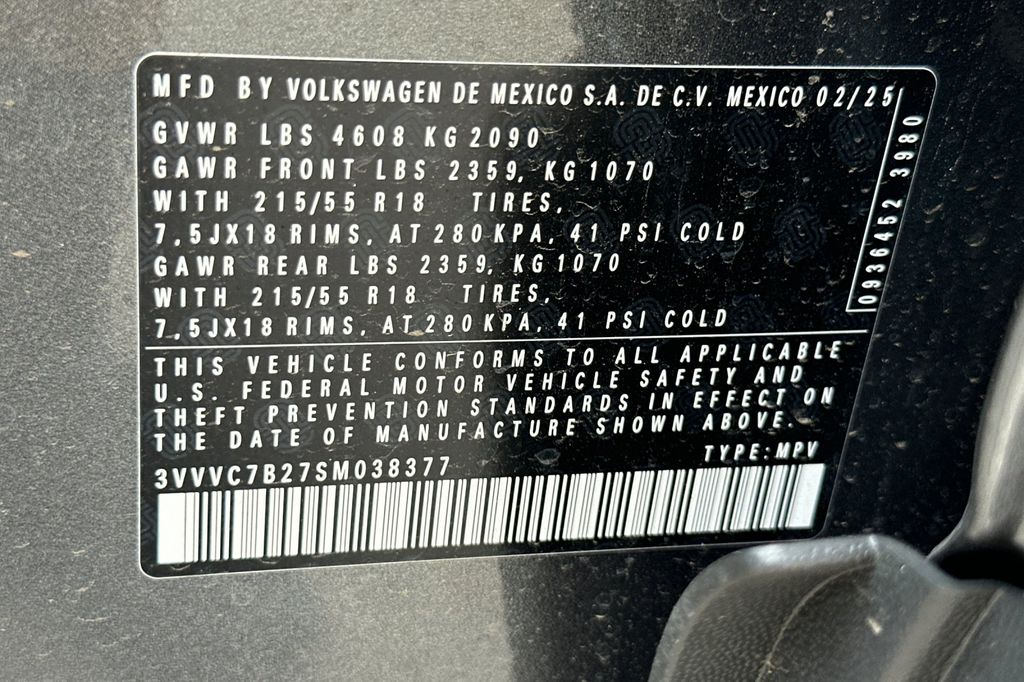 MFD BY VOLKSWAGEN DE MEXICO S.A. DE C.V. MEXICO 02/25
GVWR LBS 4608 KG 2090
GAWR FRONT LBS 2359, KG 1070
WITH 215/55 R18 TIRES,
7,5JX18 RIMS, AT 280 KPA, 41 PSI COLD
GAWR REAR LBS 2359, KG 1070
WITH 215/55 R18 TIRES,
7,5JX18 RIMS, AT 280 KPA, 41 PSI COLD
0936452 3980
THIS VEHICLE CONFORMS TO ALL APPLICABLE
U.S. FEDERAL MOTOR VEHICLE SAFETY AND
THEFT PREVENTION STANDARDS IN EFFECT ON
THE DATE OF MANUFACTURE SHOWN ABOVE.
TYPE: MPV
3VVVC7B27SM038377